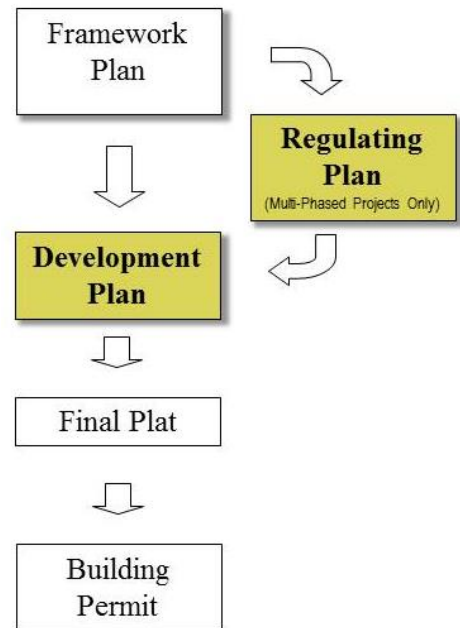 Framework
Plan
Regulating
Plan
(Multi-Phased Projects Only)
Development
Plan
Final Plat
Building
Permit